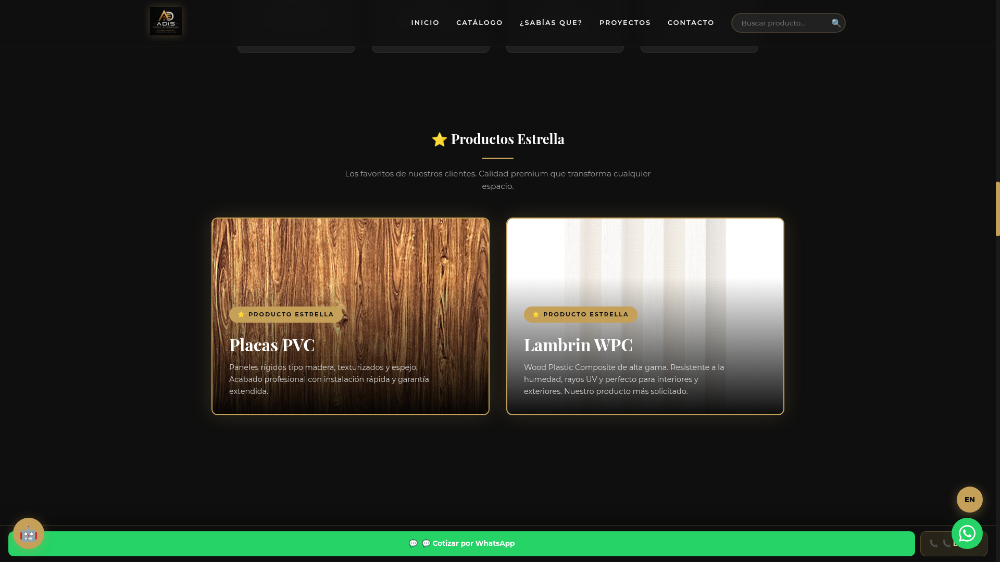 ADIS
INICIO
CATÁLOGO
¿SABÍAS QUE?
PROYECTOS
CONTACTO
Buscar producto...
Productos Estrella
Los favoritos de nuestros clientes. Calidad premium que transforma cualquier
espacio.
PRODUCTO ESTRELLA
Placas PVC
Paneles rígidos tipo madera, texturizados y espejo.
Acabado profesional con instalación rápida y garantía
extendida.
PRODUCTO ESTRELLA
Lambrin WPC
Wood Plastic Composite de alta gama. Resistente a la
humedad, rayos UV y perfecto para interiores y
exteriores. Nuestro producto más solicitado.
EN
Cotizar por WhatsApp